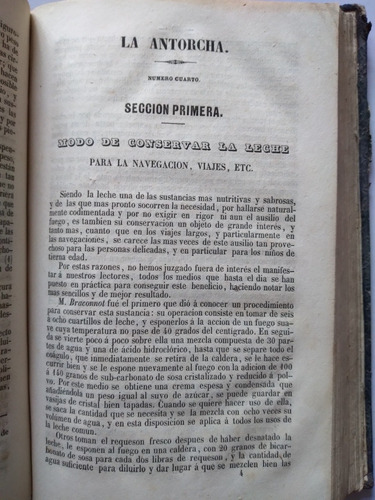 LA ANTORCHA.
NUMERO CUARTO.
SECCION PRIMERA.
MODO DE CONSERVAR LA LECHE
PARA LA NAVEGACION, VIAJES, ETC.
Siendo la leche una de las sustancias mas nutritivas y sabrosas,
y de las que mas pronto socorren la necesidad, por hallarse natural-
mente codimentada y por no exigir en rigor ni aun el ausilio del
fuego, es tambien su conservacion un objeto de grande interés, y
tanto mas, cuanto que en los viajes largos, y particularmente en
las navegaciones, se carece las mas veces de este ausilio tan prove-
choso para las personas delicadas, y en particular para los niños de
tierna edad.
Por estas razones, no hemos juzgado fuera de interés el manifes-
tar á nuestros lectores, todos los medios que hasta el dia se han
puesto en práctica para conseguir este beneficio, haciendo notar los
mas sencillos y de mejor resultado.
M. Braconnot fué el primero que dió á conocer un procedimiento
para conservar esta sustancia: su operacion consiste en tomar de seis
á ocho cuartillos de leche, y esponerlos á la accion de un fuego sua-
ve cuya temperatura no pase de 40 grados del centigrado. En segui-
da se vierte poco á poco sobre ella una mezcla compuesta de 30 par-
tes de agua y una de ácido hidroclórico, hasta que se separe todo el
coágulo, que inmediatamente se retira de la caldera, se le hace es-
currir y se le espone nuevamente al fuego con la adicion de 400
á 440 granos de sub-carbonato de sosa cristalizado y reducido á pol-
vo. Por este medio se obtiene una crema espesa y condensada que
añadiéndola un peso igual al suyo de azúcar, se puede guardar en
vasijas de cristal bien tapadas. Cuando se quiere hacer uso de ella,
se saca la cantidad que se necesita y se la mezcla con ocho veces su
volúmen de agua, y en esta disposicion se aplica á todos los usos de
la leche comun.
Otros toman el requeson fresco despues de haber desnatado la
leche, lo esponen al fuego en una caldera, con 20 granos de bicar-
bonato de sosa para cada dos libras de requeson, y la cantidad de
agua suficiente para diluirlo y dar lugar á que se mezclen bien las
4